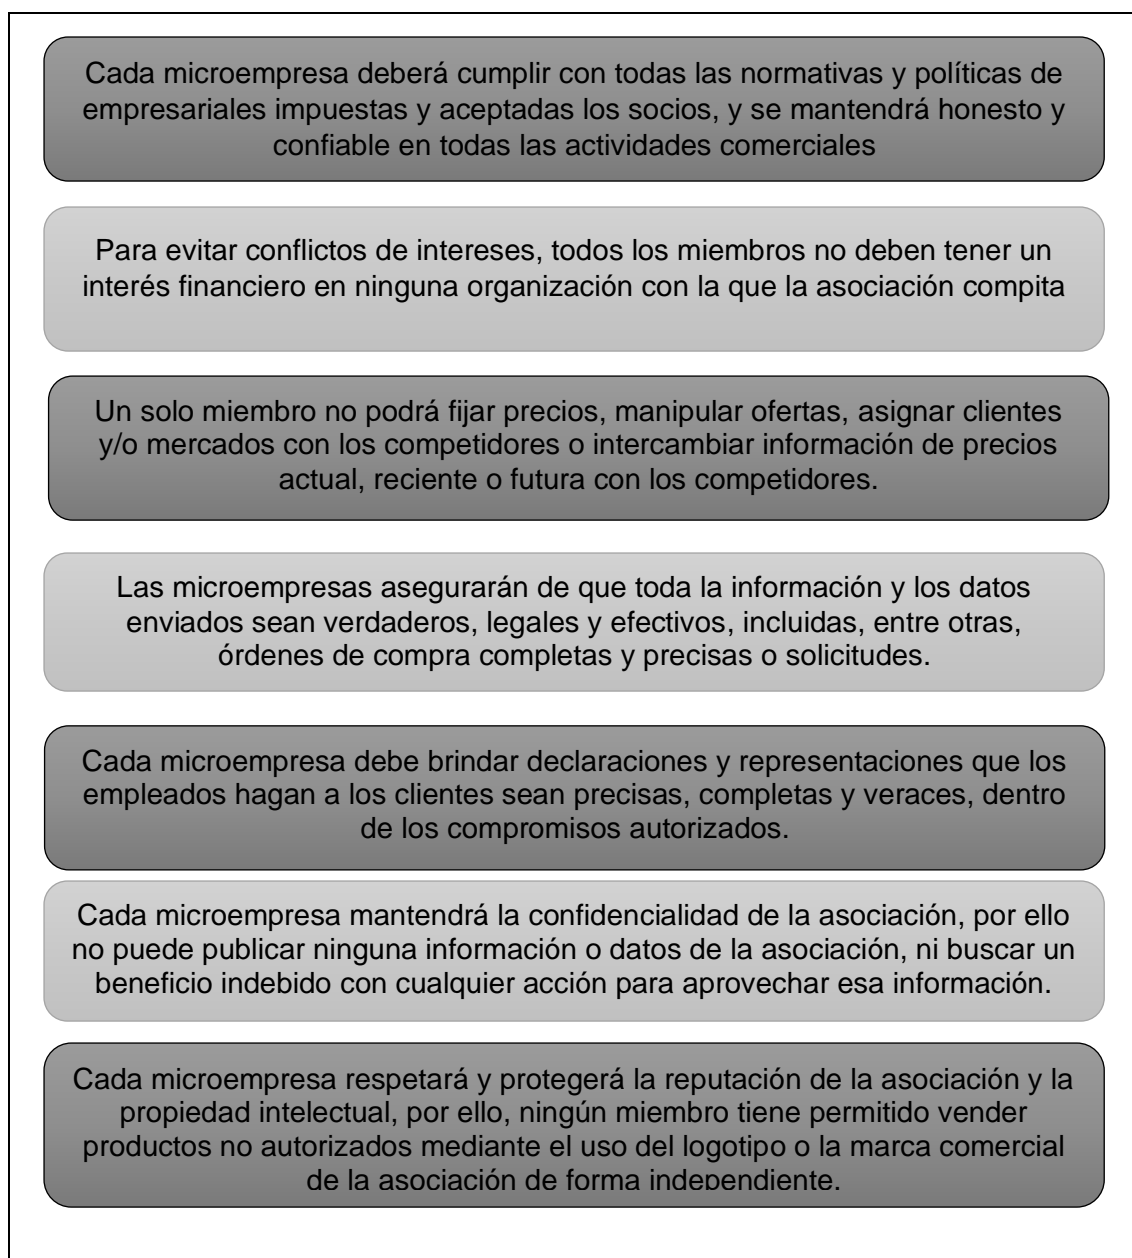 Cada microempresa deberá cumplir con todas las normativas y políticas de
empresariales impuestas y aceptadas los socios, y se mantendrá honesto y
confiable en todas las actividades comerciales
Para evitar conflictos de intereses, todos los miembros no deben tener un
interés financiero en ninguna organización con la que la asociación compita
Un solo miembro no podrá fijar precios, manipular ofertas, asignar clientes
y/o mercados con los competidores o intercambiar información de precios
actual, reciente o futura con los competidores.
Las microempresas asegurarán de que toda la información y los datos
enviados sean verdaderos, legales y efectivos, incluidas, entre otras,
órdenes de compra completas y precisas o solicitudes.
Cada microempresa debe brindar declaraciones y representaciones que los
empleados hagan a los clientes sean precisas, completas y veraces, dentro
de los compromisos autorizados.
Cada microempresa mantendrá la confidencialidad de la asociación, por ello
no puede publicar ninguna información o datos de la asociación, ni buscar un
beneficio indebido con cualquier acción para aprovechar esa información.
Cada microempresa respetará y protegerá la reputación de la asociación y la
propiedad intelectual, por ello, ningún miembro tiene permitido vender
productos no autorizados mediante el uso del logotipo o la marca comercial
de la asociación de forma independiente.